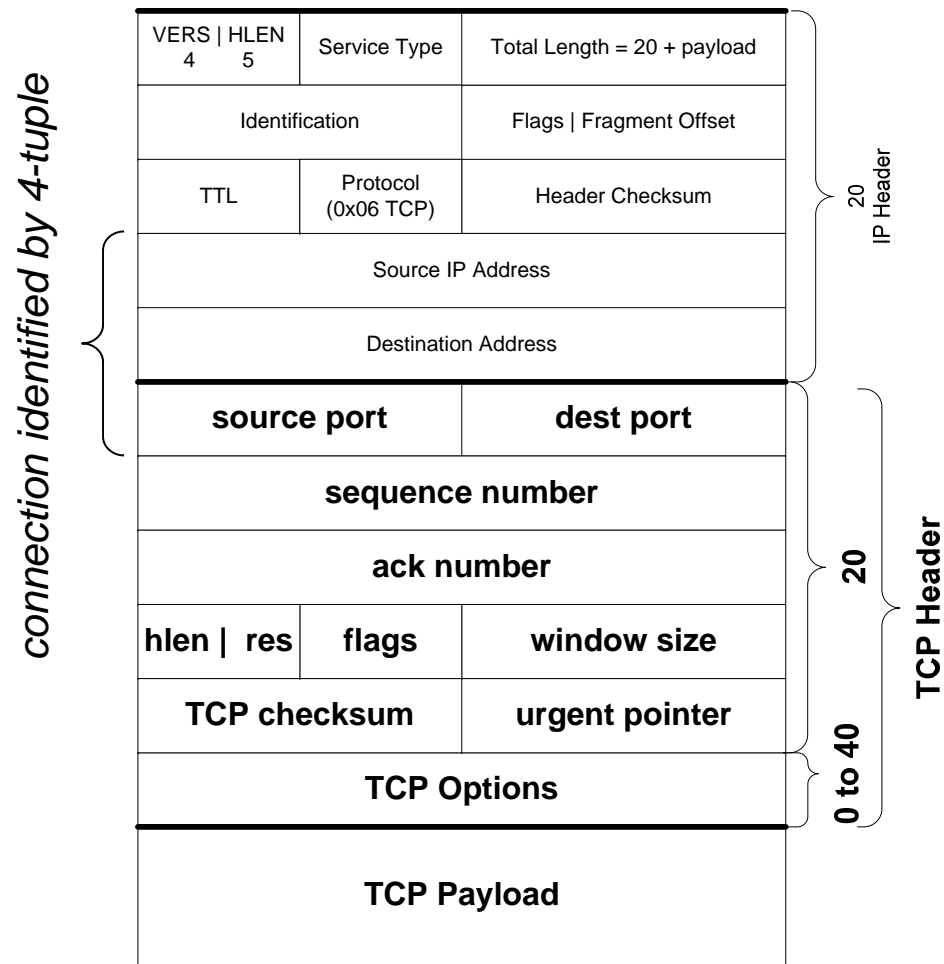 connection identified by 4-tuple
VERS | HLEN
4 5
Service Type
Total Length = 20 + payload
Identification
Flags | Fragment Offset
TTL
Protocol
(0x06 TCP)
Header Checksum
Source IP Address
Destination Address
20
IP Header
source port
dest port
sequence number
ack number
hlen | res
flags
window size
TCP checksum
urgent pointer
TCP Options
20
0 to 40
TCP Header
TCP Payload